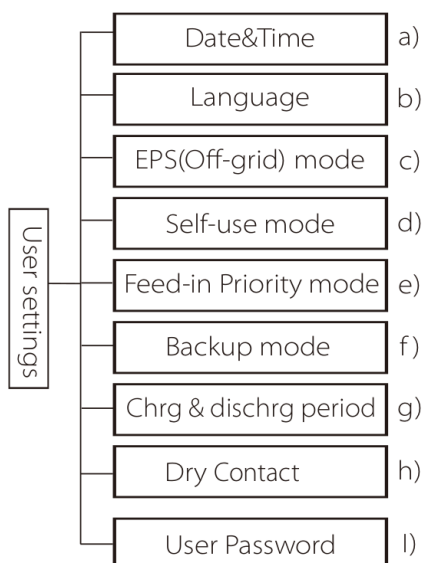 User settings
Date&Time a)
Language b)
EPS(Off-grid) mode c)
Self-use mode d)
Feed-in Priority mode e)
Backup mode f)
Chrg & dischrg period g)
Dry Contact h)
User Password I)